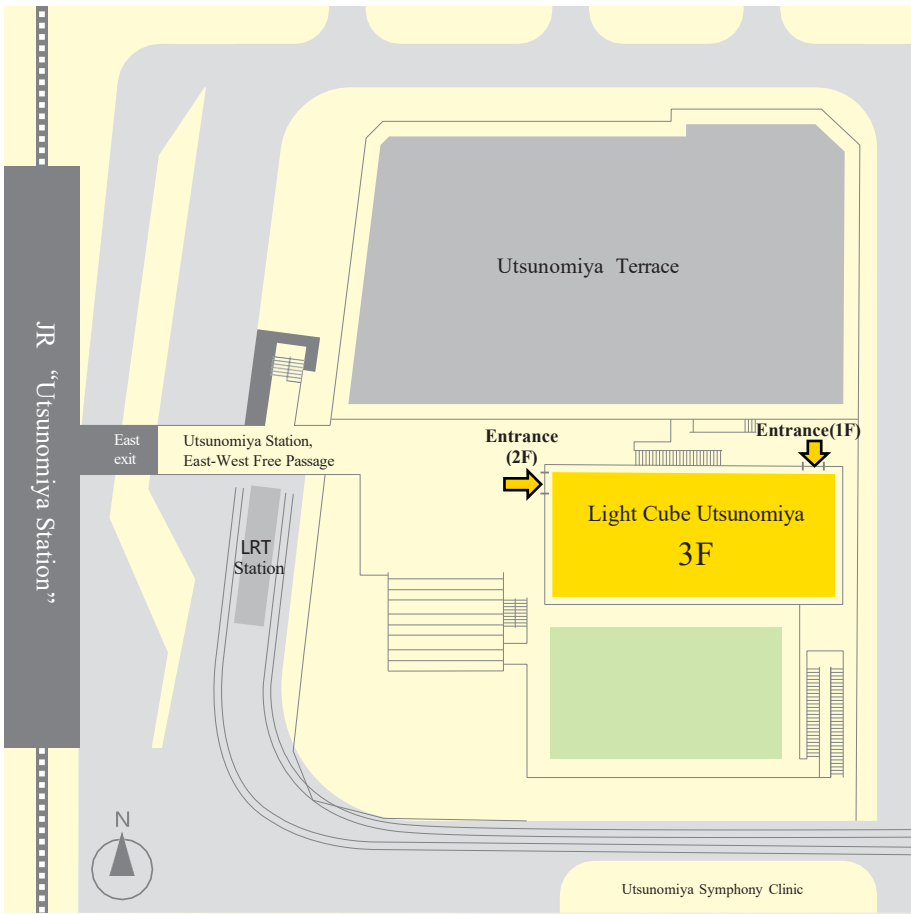 Utsunomiya Terrace
JR “Utsunomiya Station”
East
exit
Utsunomiya Station,
East-West Free Passage
Entrance
(2F)
Entrance(1F)
Light Cube Utsunomiya
3F
LRT
Station
N
Utsunomiya Symphony Clinic